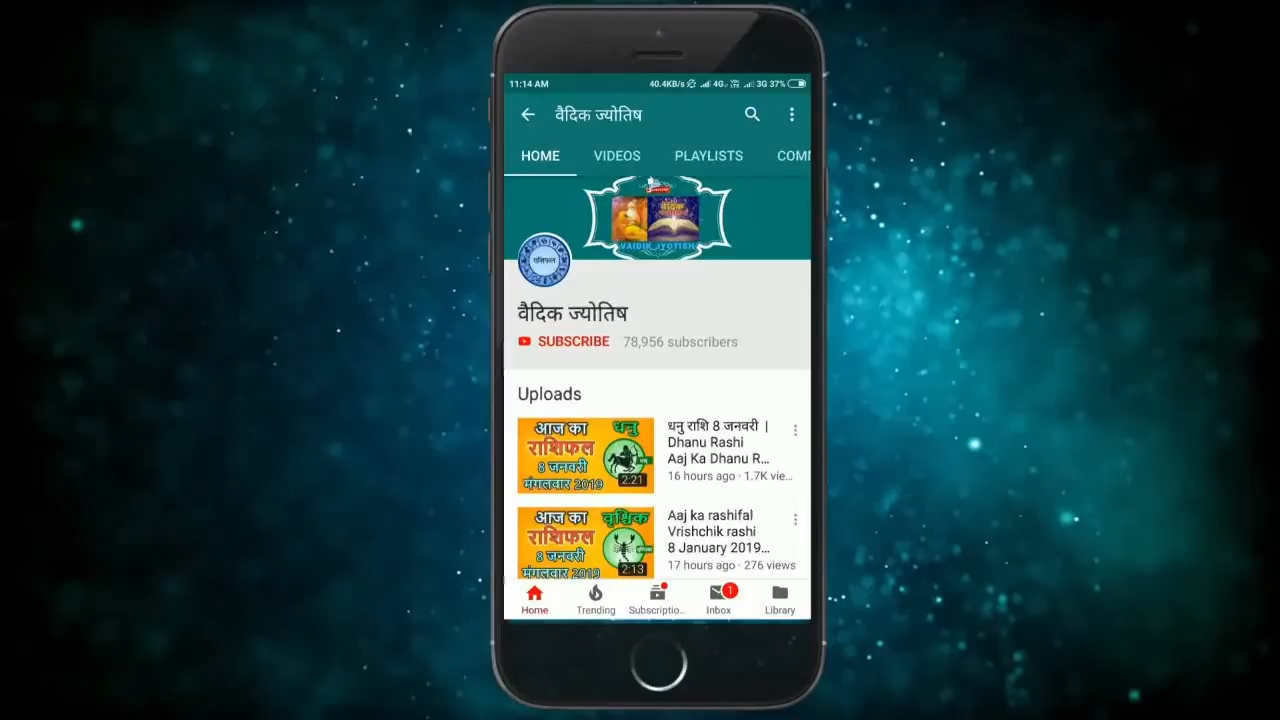 11:14 AM 40.4KB/s 4G 3G 37%
वैदिक ज्योतिष
HOME VIDEOS PLAYLISTS COMM
वैदिक
VAIDIK JYOTISH
राशिफल
वैदिक ज्योतिष
SUBSCRIBE 78,956 subscribers
Uploads
आज का धनु
राशिफल
8 जनवरी
मंगलवार 2019
2:21
धनु राशि 8 जनवरी |
Dhanu Rashi
Aaj Ka Dhanu R...
16 hours ago · 1.7K vie...
आज का वृश्चिक
राशिफल
8 जनवरी
मंगलवार 2019
2:13
Aaj ka rashifal
Vrishchik rashi
8 January 2019...
17 hours ago · 276 views
1
Home Trending Subscriptio... Inbox Library